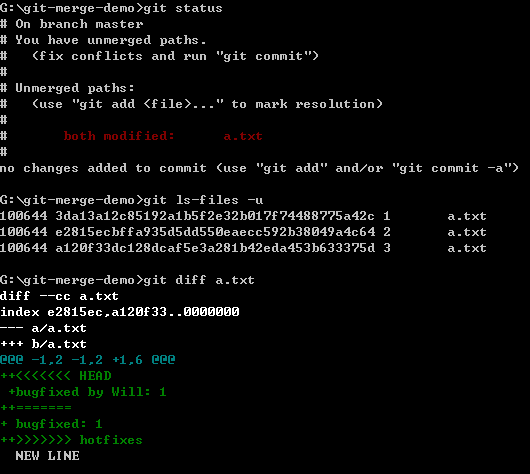 G:\git-merge-demo>git status
# On branch master
# You have unmerged paths.
#   (fix conflicts and run "git commit")
#
# Unmerged paths:
#   (use "git add <file>..." to mark resolution)
#
#       both modified:      a.txt
#
no changes added to commit (use "git add" and/or "git commit -a")
G:\git-merge-demo>git ls-files -u
100644 3da13a12c85192a1b5f2e32b017f74488775a42c 1       a.txt
100644 e2815ecbffa935d5dd550eaecc592b38049a4c64 2       a.txt
100644 a120f33dc128dcaf5e3a281b42eda453b633375d 3       a.txt
G:\git-merge-demo>git diff a.txt
diff --cc a.txt
index e2815ec,a120f33..0000000
--- a/a.txt
+++ b/a.txt
@@@ -1,2 -1,2 +1,6 @@@
++<<<<<<< HEAD
 +bugfixed by Will: 1
++=======
+ bugfixed: 1
++>>>>>>> hotfixes
  NEW LINE